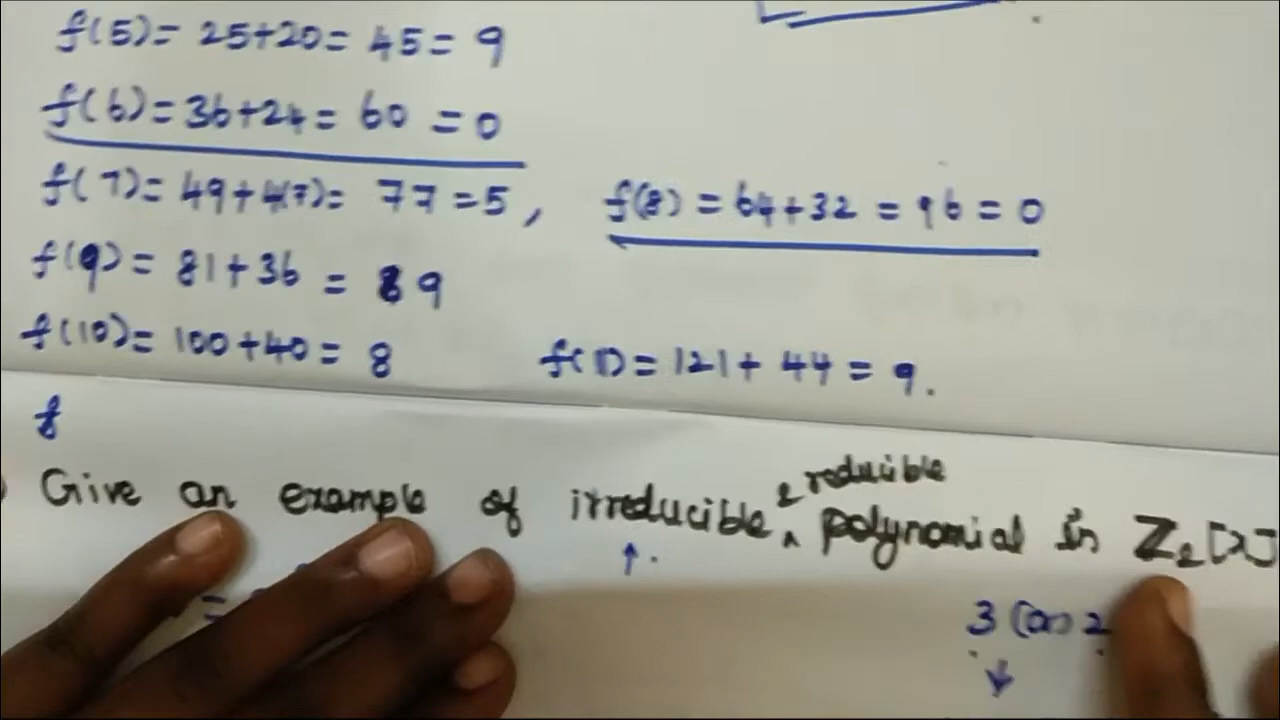 f(5) = 25+20 = 45 = 9
f(6) = 36+24 = 60 = 0
f(7) = 49+4(7) = 77 = 5, f(8) = 64+32 = 96 = 0
f(9) = 81+36 = 89
f(10) = 100+40 = 8 f(11) = 121+44 = 9.
f
Give an example of irreducible & reducible polynomial in Z2[x]
=
3 (or) 2